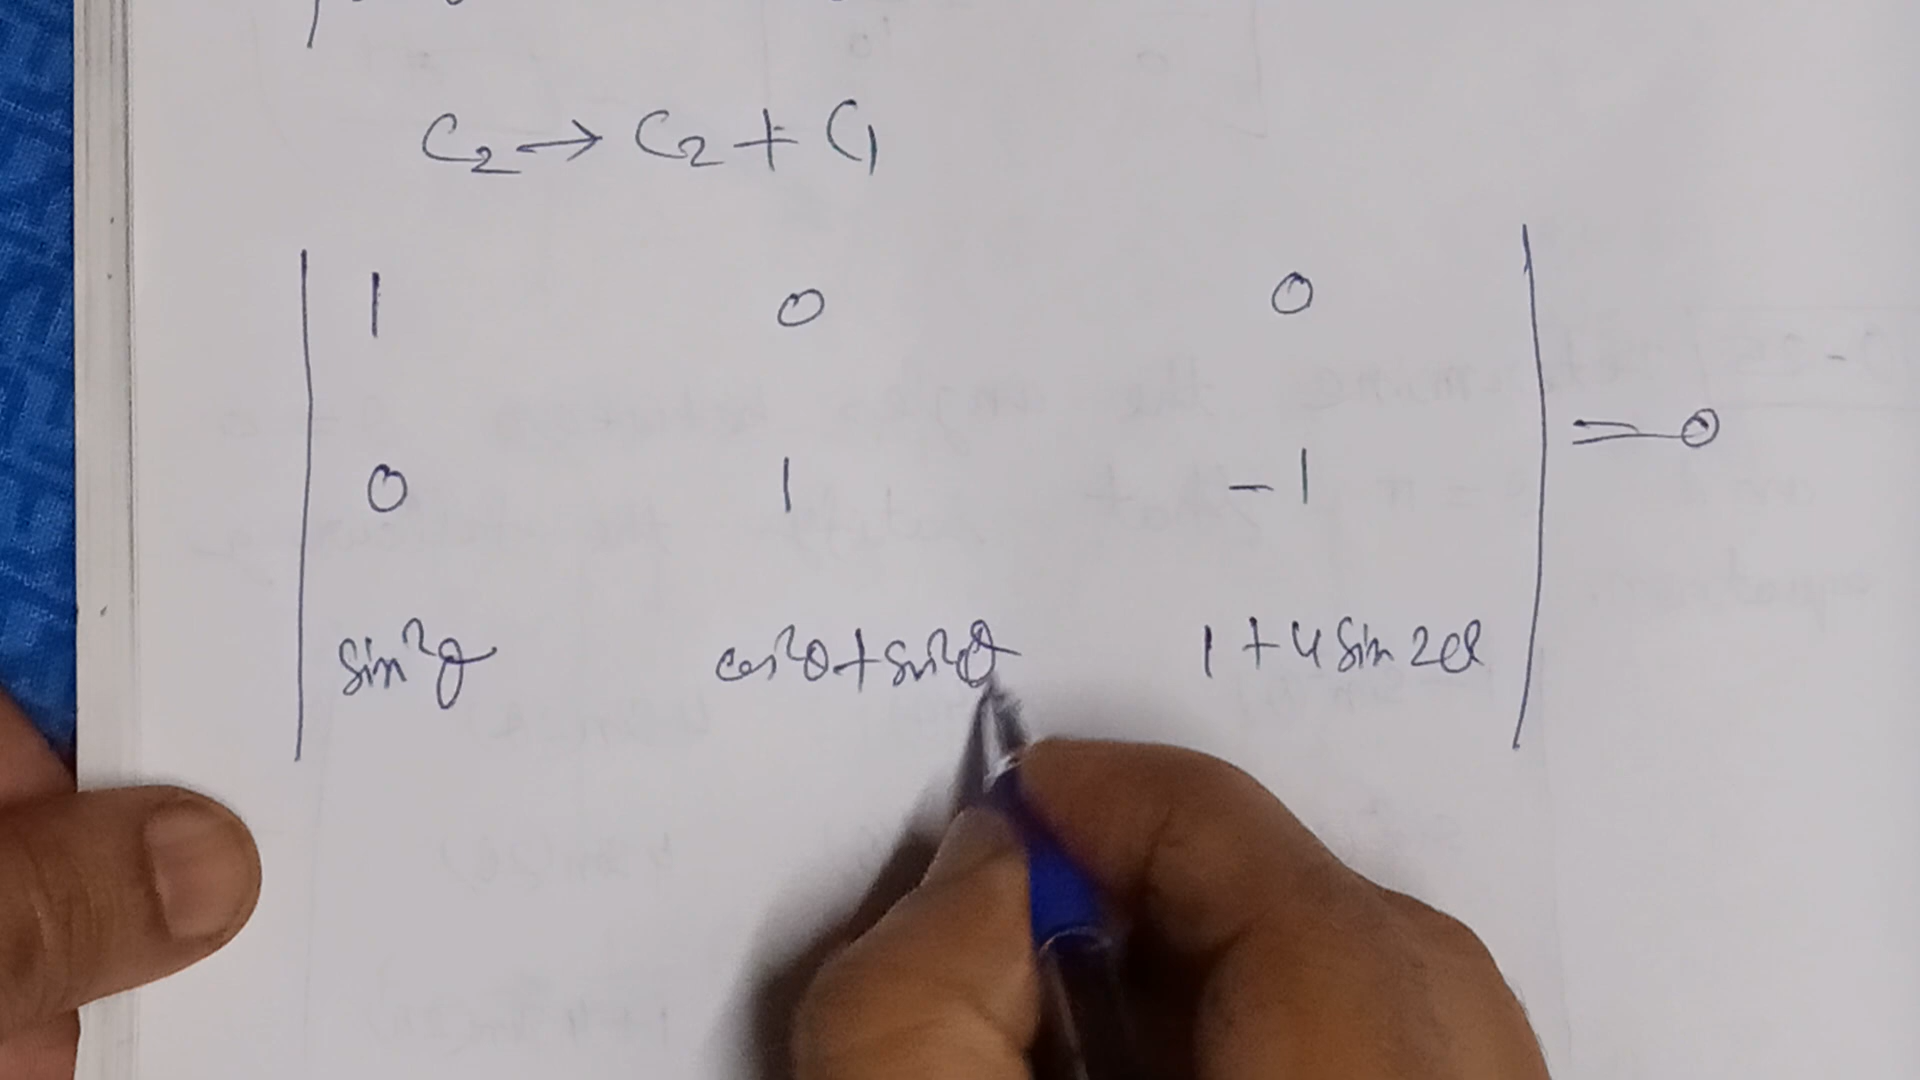 C₂ → C₂ + C₁
| 1 0 0 |
| 0 1 -1 | = 0
| sin²θ cos²θ + sin²θ 1 + 4 sin 2θ |